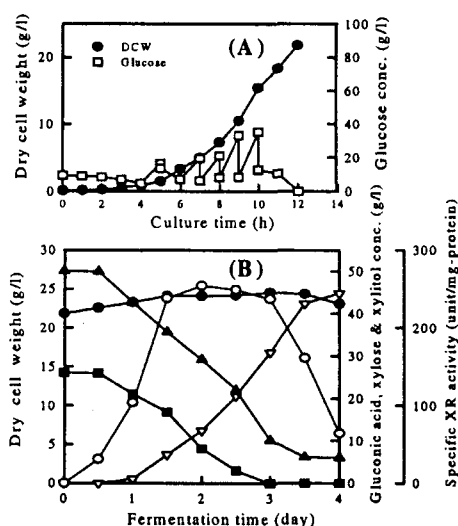 Dry cell weight (g/l)
25
20
10
0
(A)
DCW
Glucose
100
80
60
40
20
0
Glucose conc. (g/l)
0 2 4 6 8 10 12 14
Culture time (h)
Dry cell weight (g/l)
30
25
20
15
10
5
0
(B)
50
40
30
20
10
0
Gluconic acid, xylose & xylitol conc. (g/l)
300
200
100
0
Specific XR activity (unit/mg-protein)
0 1 2 3 4
Fermentation time (day)